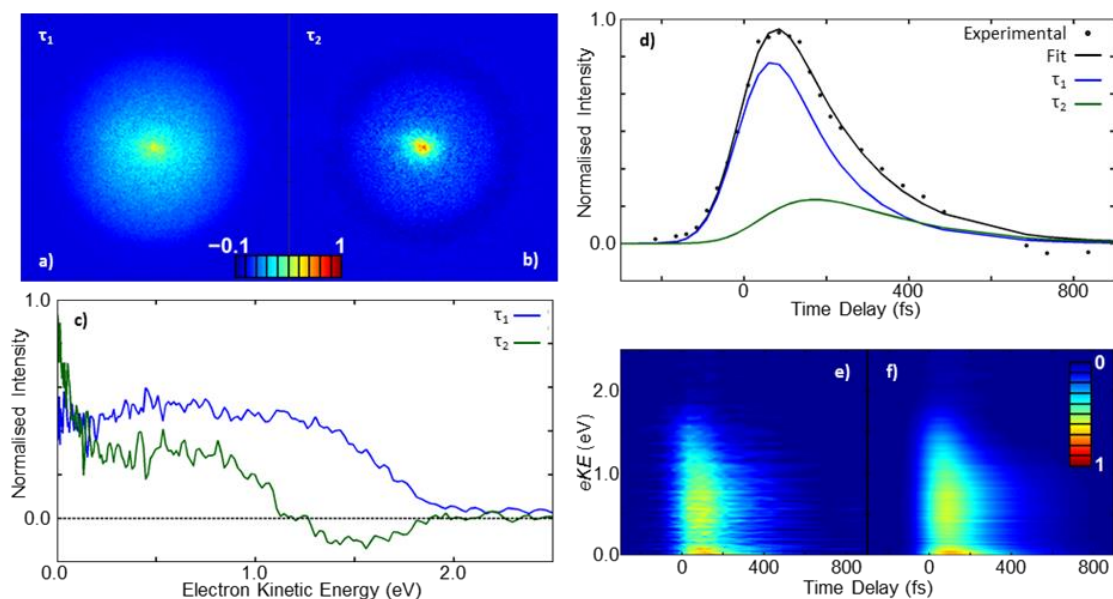 τ1
τ2
−0.1
1
a)
b)
1.0
c)
τ1
τ2
Normalised Intensity
0.0
0.0
1.0
2.0
Electron Kinetic Energy (eV)
1.0
d)
Experimental
Fit
τ1
τ2
Normalised Intensity
0.0
0
400
800
Time Delay (fs)
e)
f)
0
1
2.0
1.0
0.0
eKE (eV)
0
400
800
0
400
800
Time Delay (fs)